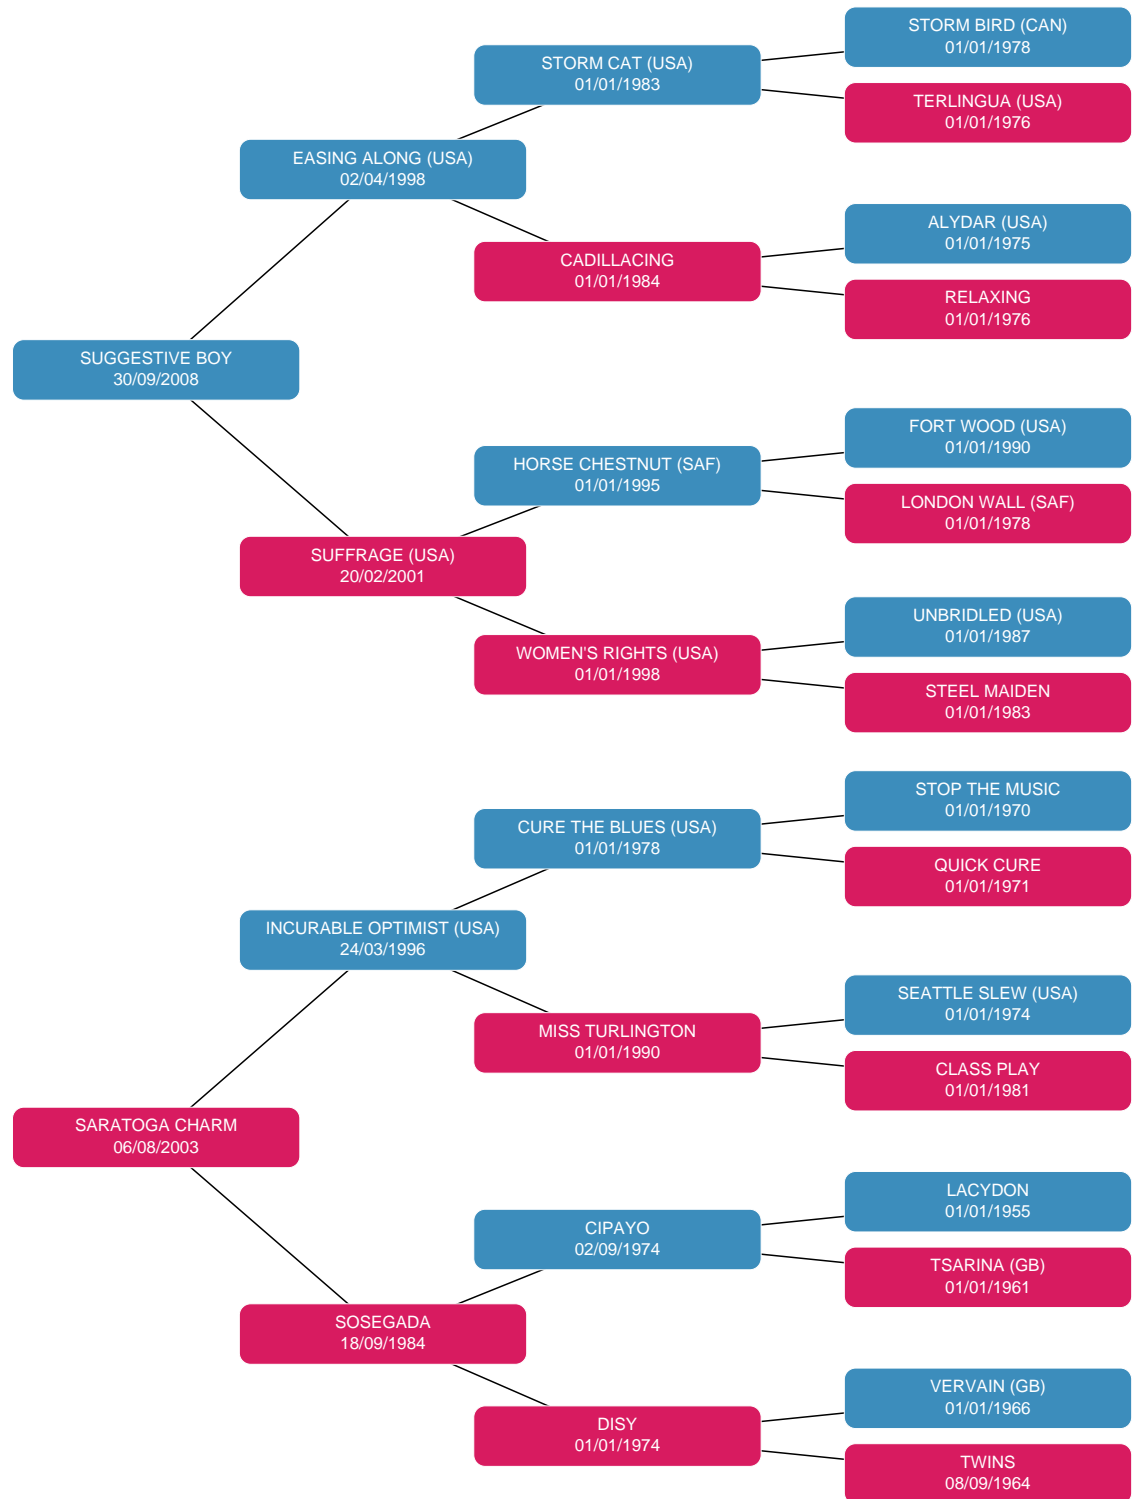 STORM BIRD (CAN)
01/01/1978
STORM CAT (USA)
01/01/1983
TERLINGUA (USA)
01/01/1976
EASING ALONG (USA)
02/04/1998
ALYDAR (USA)
01/01/1975
CADILLACING
01/01/1984
RELAXING
01/01/1976
SUGGESTIVE BOY
30/09/2008
FORT WOOD (USA)
01/01/1990
HORSE CHESTNUT (SAF)
01/01/1995
LONDON WALL (SAF)
01/01/1978
SUFFRAGE (USA)
20/02/2001
UNBRIDLED (USA)
01/01/1987
WOMEN'S RIGHTS (USA)
01/01/1998
STEEL MAIDEN
01/01/1983
STOP THE MUSIC
01/01/1970
CURE THE BLUES (USA)
01/01/1978
QUICK CURE
01/01/1971
INCURABLE OPTIMIST (USA)
24/03/1996
SEATTLE SLEW (USA)
01/01/1974
MISS TURLINGTON
01/01/1990
CLASS PLAY
01/01/1981
SARATOGA CHARM
06/08/2003
LACYDON
01/01/1955
CIPAYO
02/09/1974
TSARINA (GB)
01/01/1961
SOSEGADA
18/09/1984
VERVAIN (GB)
01/01/1966
DISY
01/01/1974
TWINS
08/09/1964